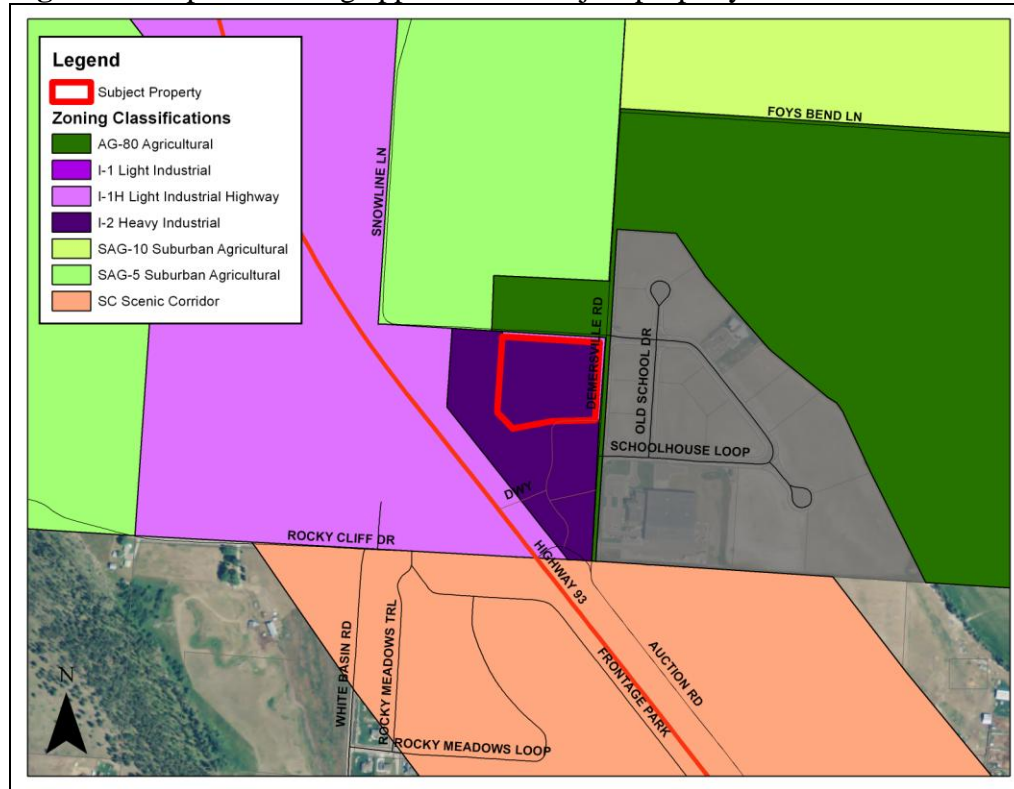 Legend
Subject Property
Zoning Classifications
AG-80 Agricultural
I-1 Light Industrial
I-1H Light Industrial Highway
I-2 Heavy Industrial
SAG-10 Suburban Agricultural
SAG-5 Suburban Agricultural
SC Scenic Corridor
FOYS BEND LN
SNOWLINE LN
DEMERSVILLE RD
OLD SCHOOL DR
SCHOOLHOUSE LOOP
DWY
ROCKY CLIFF DR
HIGHWAY 93
WHITE BASIN RD
ROCKY MEADOWS TRL
AUCTION RD
FRONTAGE PARK
ROCKY MEADOWS LOOP
N